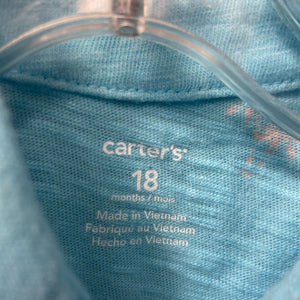 carter's
18
months / mois
Made in Vietnam
Fabriqué au Vietnam
Hecho en Vietnam